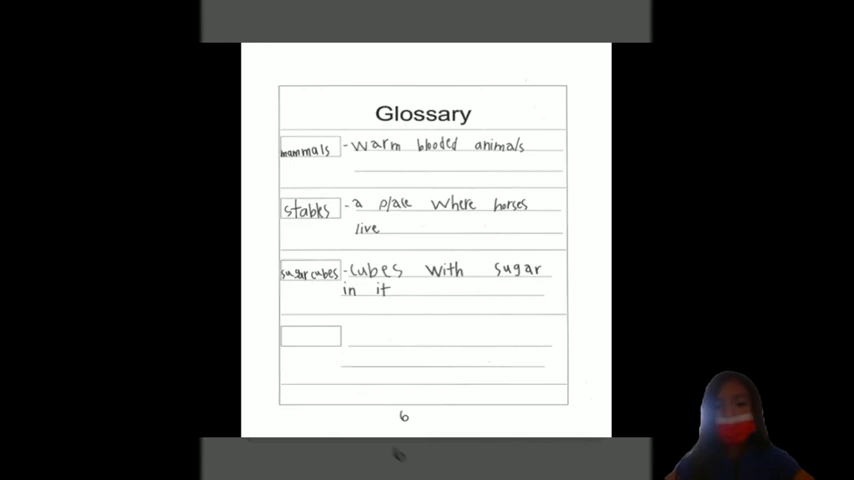 Glossary
mammals - warm blooded animals
stables - a place where horses
live
sugar cubes - cubes with sugar
in it
6